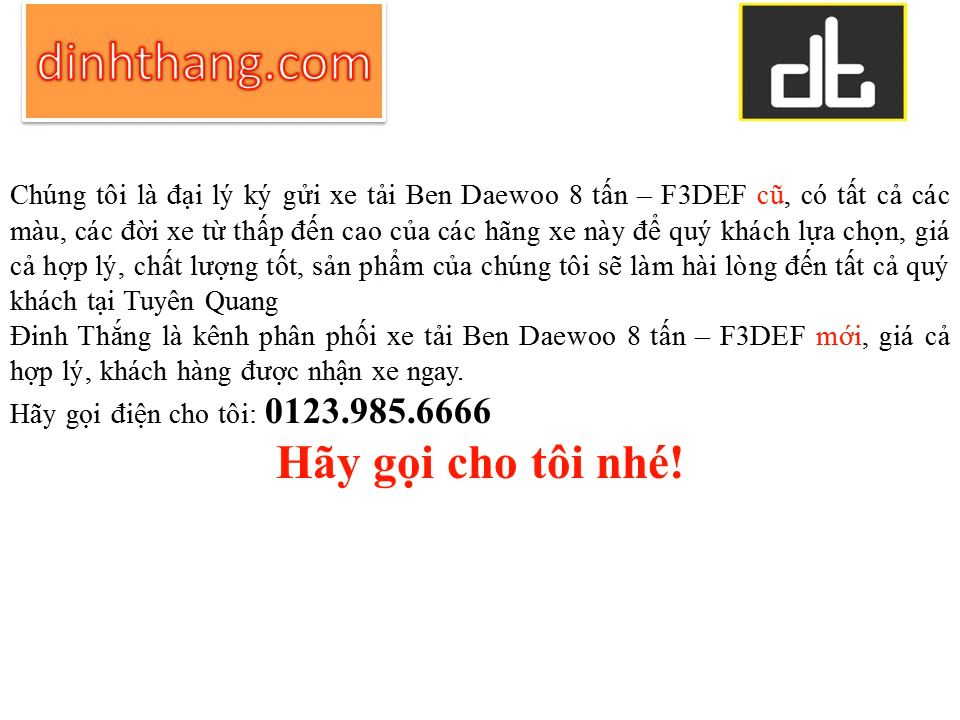 dinhthang.com
dt
Chúng tôi là đại lý ký gửi xe tải Ben Daewoo 8 tấn – F3DEF cũ, có tất cả các
màu, các đời xe từ thấp đến cao của các hãng xe này để quý khách lựa chọn, giá
cả hợp lý, chất lượng tốt, sản phẩm của chúng tôi sẽ làm hài lòng đến tất cả quý
khách tại Tuyên Quang
Đinh Thắng là kênh phân phối xe tải Ben Daewoo 8 tấn – F3DEF mới, giá cả
hợp lý, khách hàng được nhận xe ngay.
Hãy gọi điện cho tôi: 0123.985.6666
Hãy gọi cho tôi nhé!